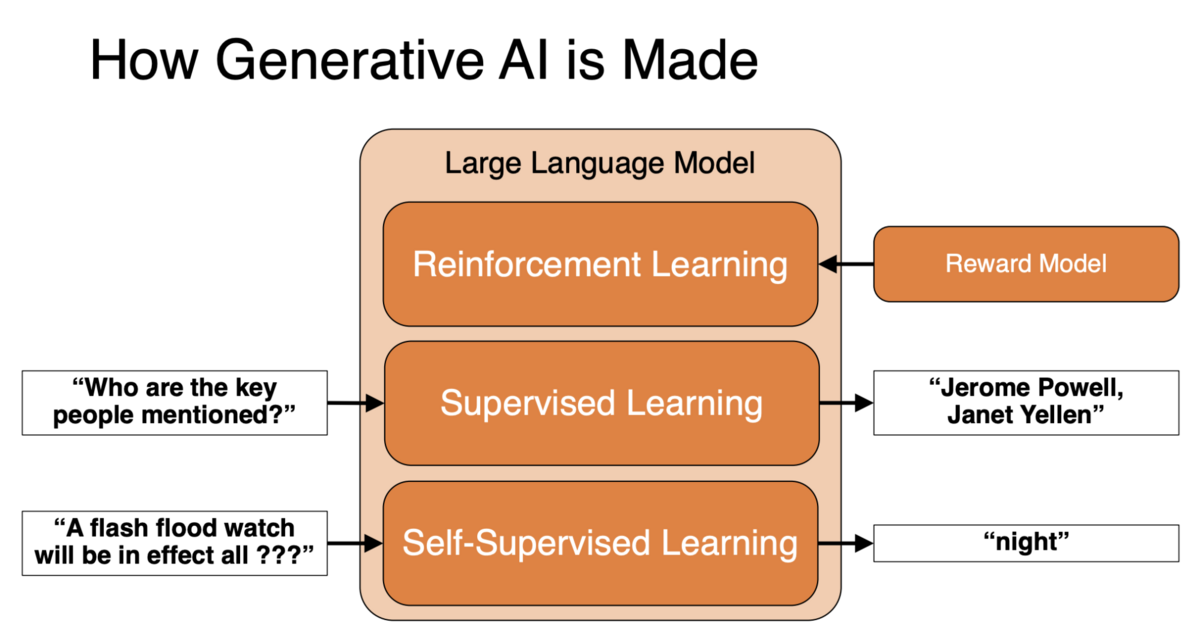 How Generative AI is Made
Large Language Model
Reinforcement Learning
Reward Model
“Who are the key
people mentioned?”
Supervised Learning
“Jerome Powell,
Janet Yellen”
“A flash flood watch
will be in effect all ???”
Self-Supervised Learning
“night”